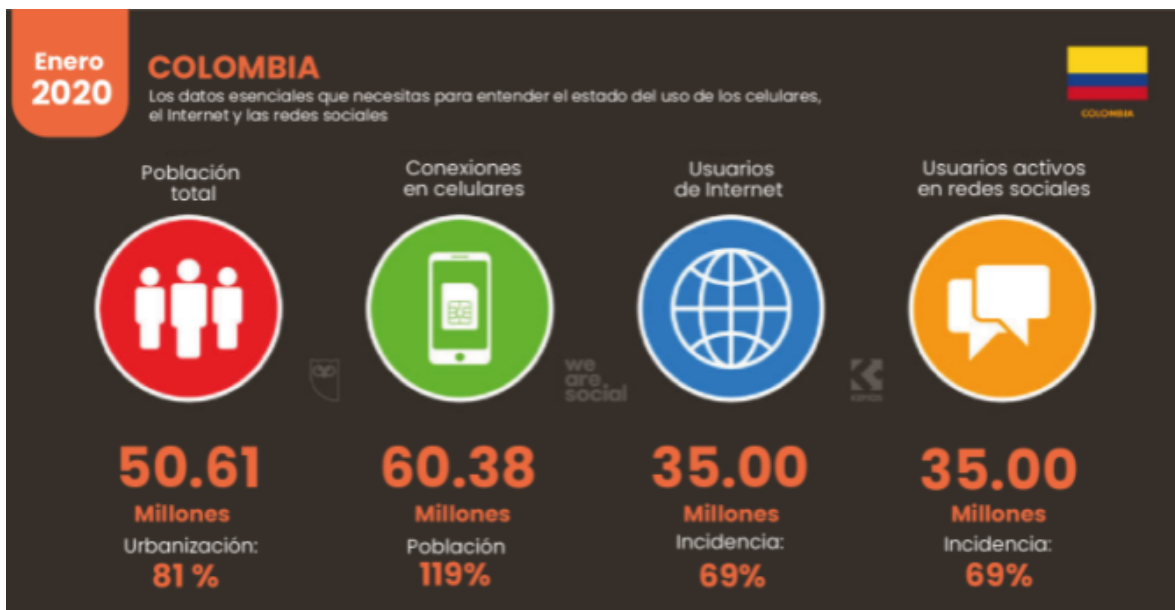 Enero
2020
COLOMBIA
Los datos esenciales que necesitas para entender el estado del uso de los celulares,
el Internet y las redes sociales
COLOMBIA
Población
total
Conexiones
en celulares
Usuarios
de Internet
Usuarios activos
en redes sociales
we
are.
social
50.61
Millones
Urbanización:
81 %
60.38
Millones
Población
119%
35.00
Millones
Incidencia:
69%
35.00
Millones
Incidencia:
69%